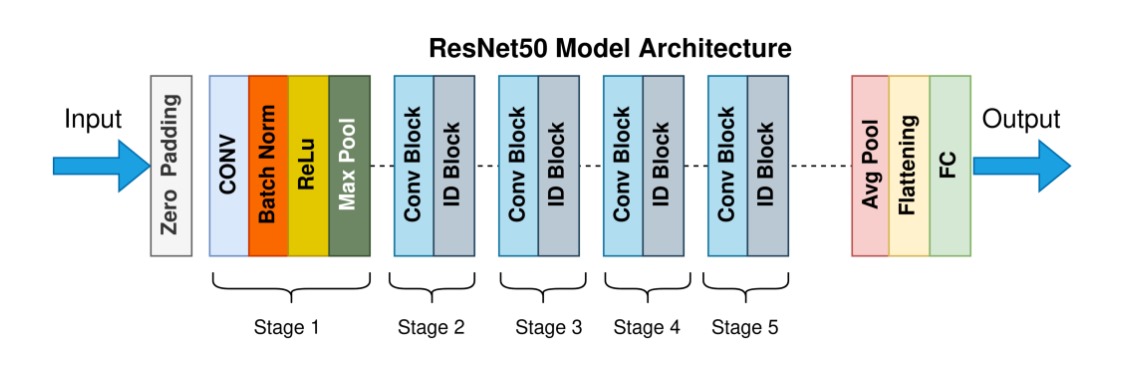 ResNet50 Model Architecture
Input
Zero Padding
CONV
Batch Norm
ReLu
Max Pool
Conv Block
ID Block
Conv Block
ID Block
Conv Block
ID Block
Conv Block
ID Block
Avg Pool
Flattening
FC
Output
Stage 1
Stage 2
Stage 3
Stage 4
Stage 5